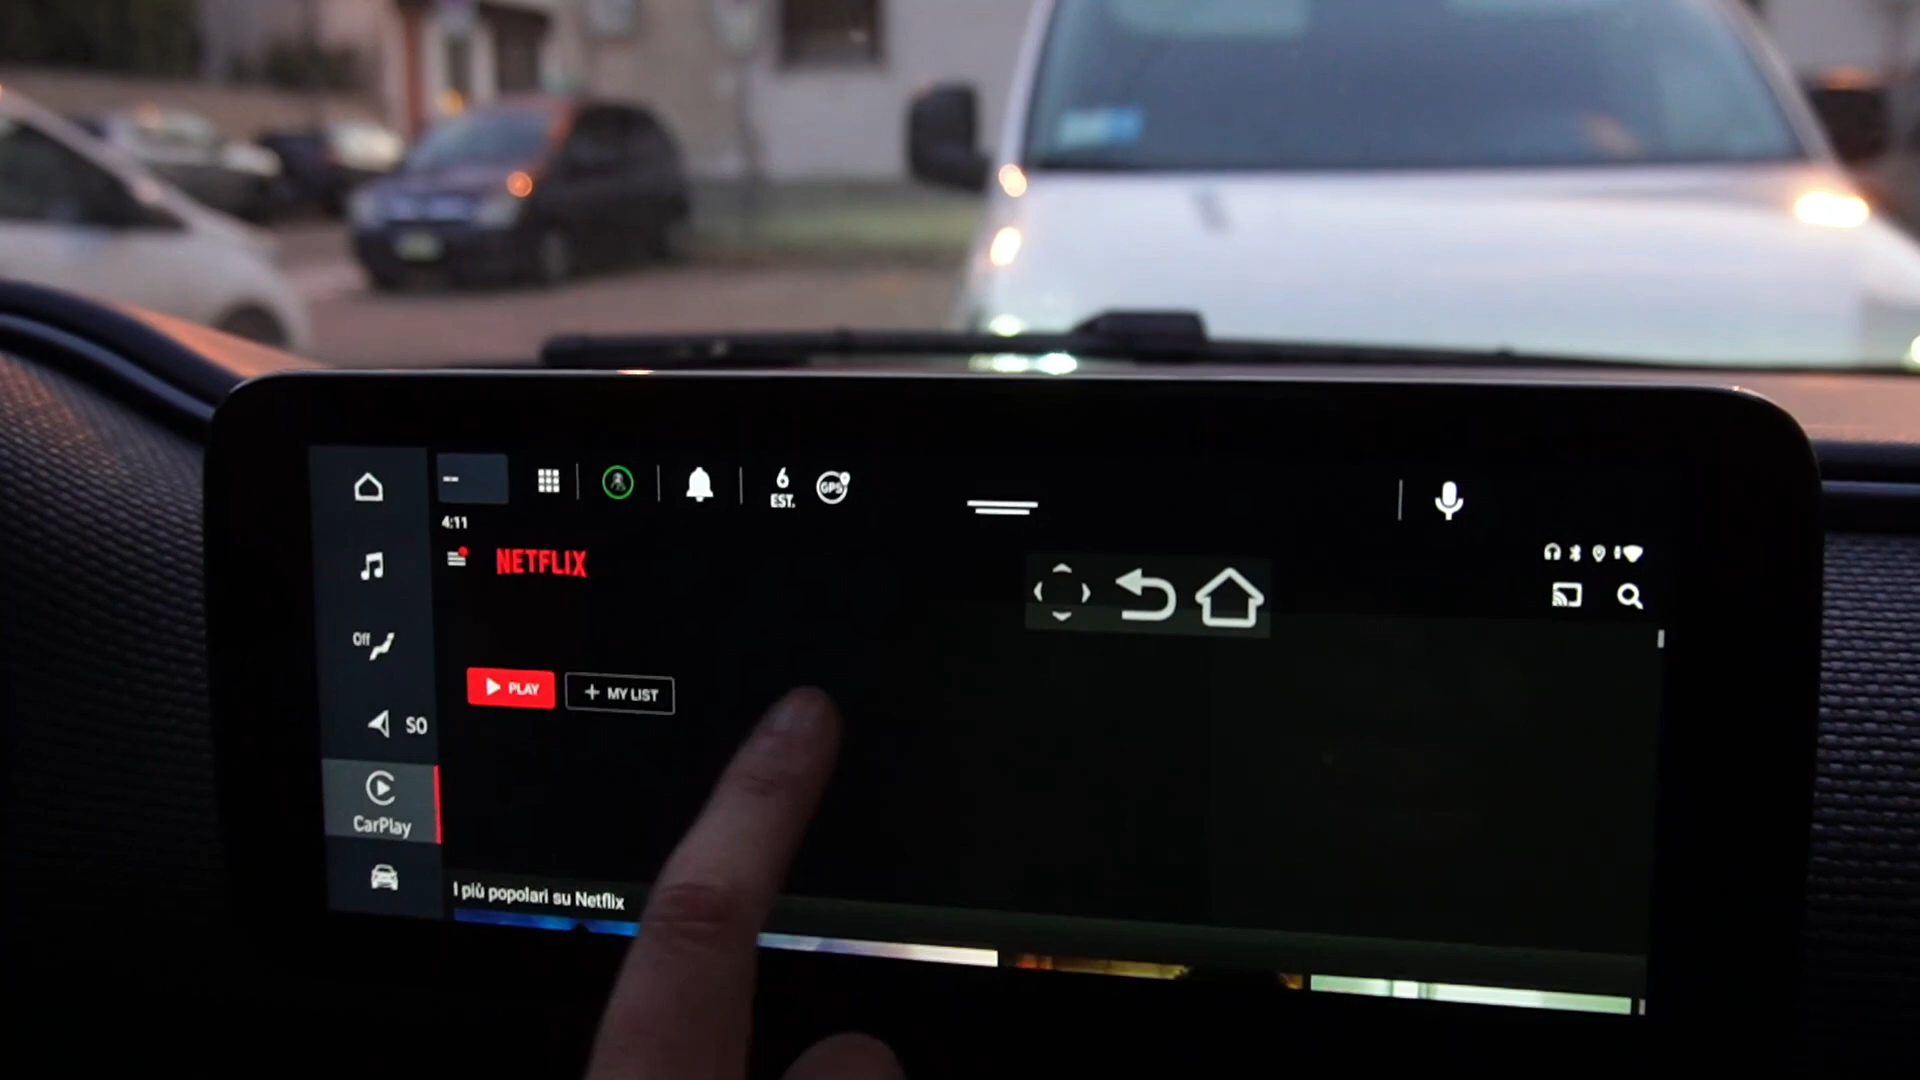 --
6
EST.
GPS
4:11
NETFLIX
Off
PLAY
+ MY LIST
SO
CarPlay
I più popolari su Netflix